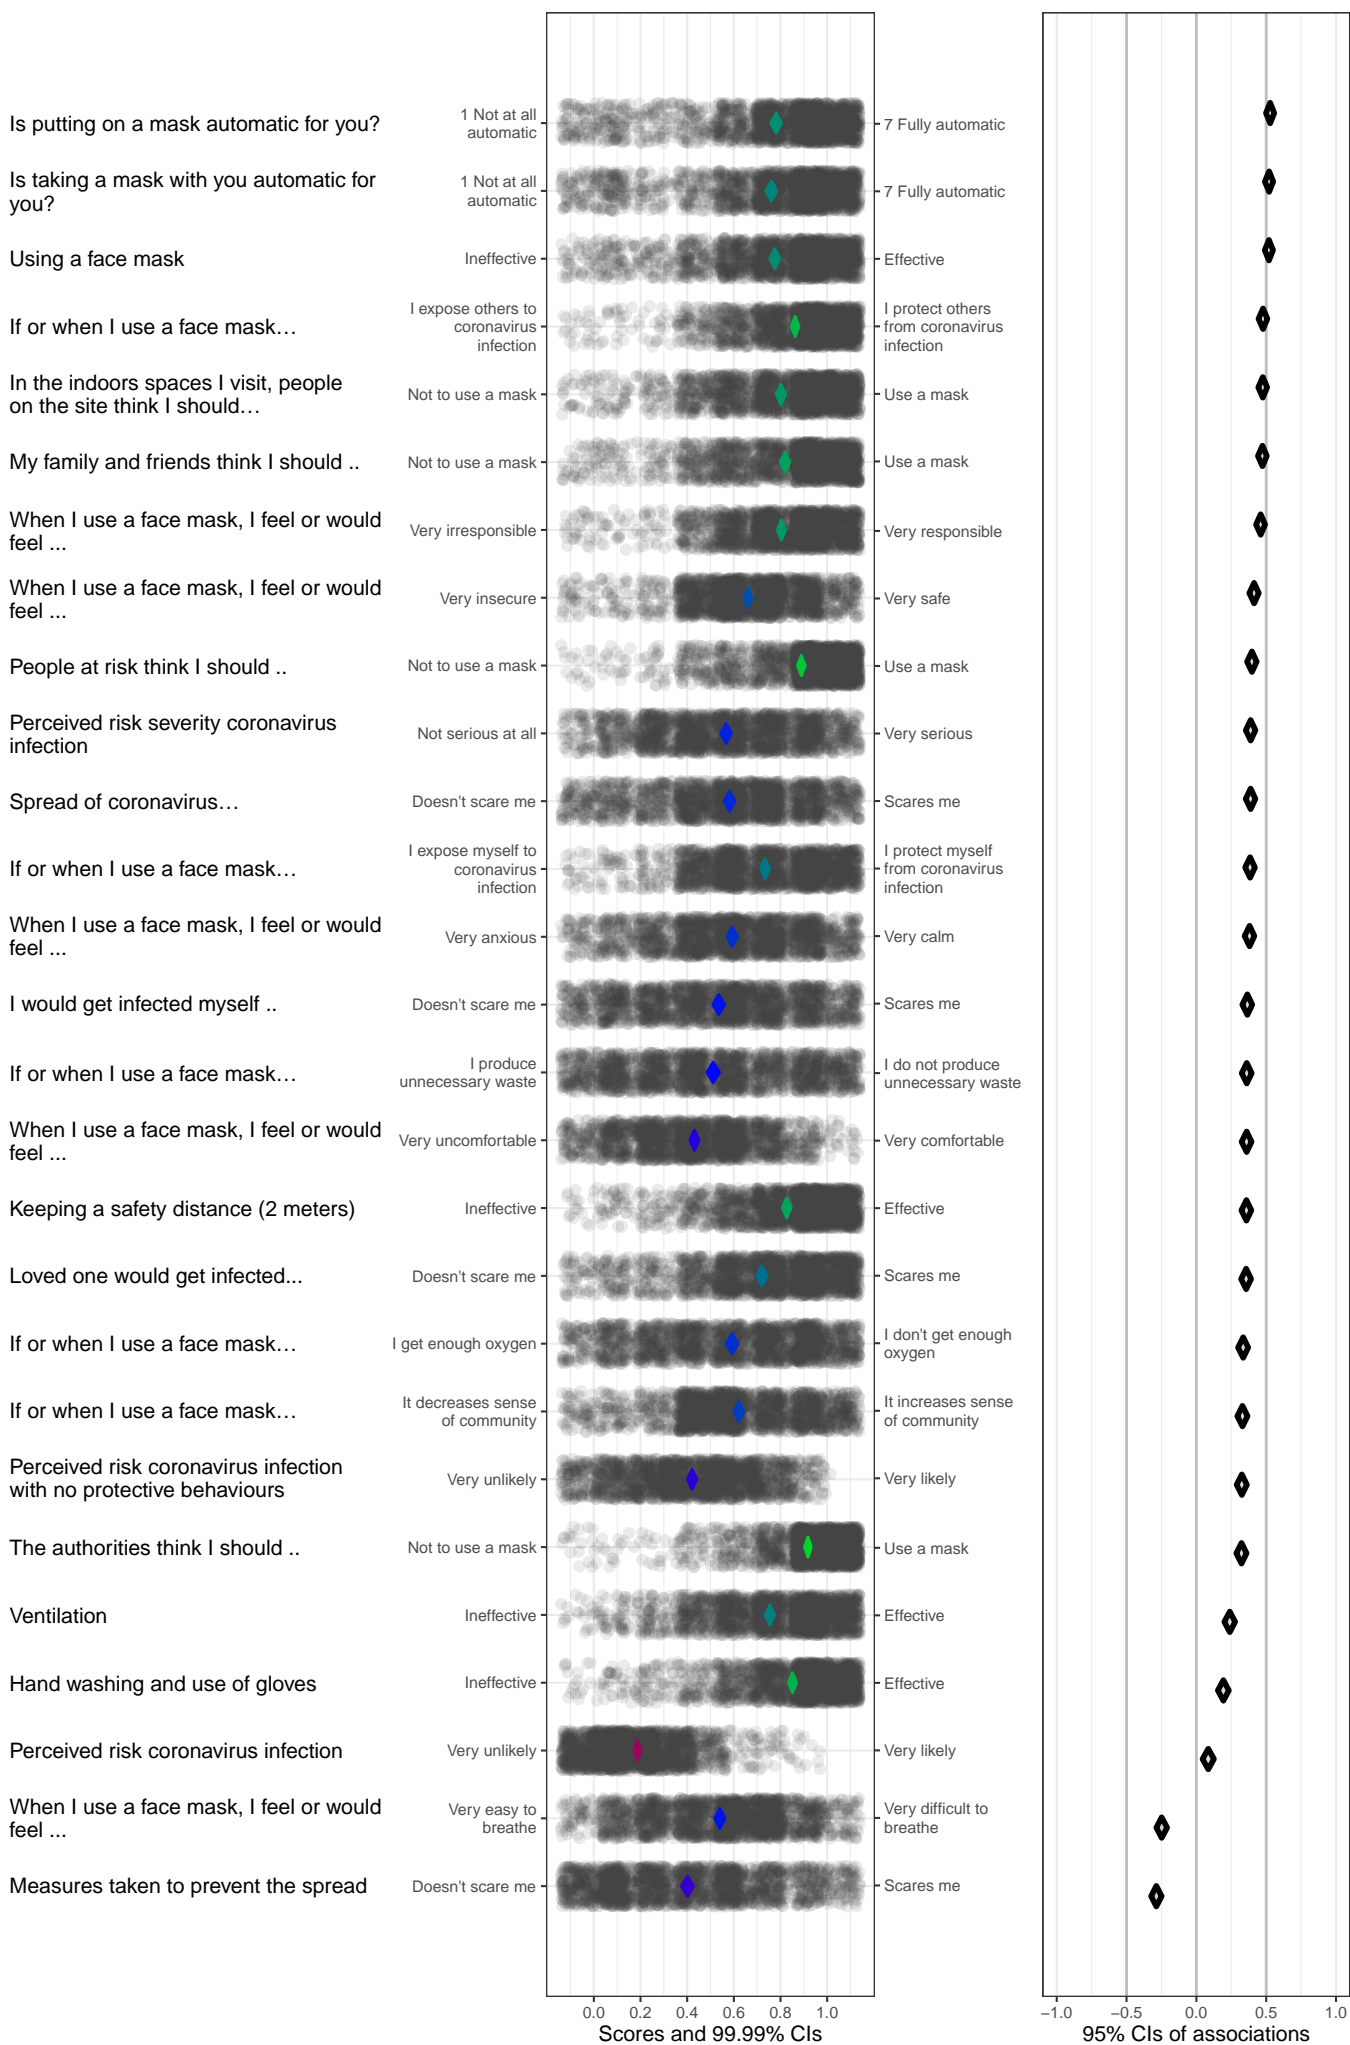 Is putting on a mask automatic for you?
1 Not at all
automatic
7 Fully automatic
Is taking a mask with you automatic for
you?
1 Not at all
automatic
7 Fully automatic
Using a face mask
Ineffective
Effective
If or when I use a face mask…
I expose others to
coronavirus
infection
I protect others
from coronavirus
infection
In the indoors spaces I visit, people
on the site think I should…
Not to use a mask
Use a mask
My family and friends think I should ..
Not to use a mask
Use a mask
When I use a face mask, I feel or would
feel ...
Very irresponsible
Very responsible
When I use a face mask, I feel or would
feel ...
Very insecure
Very safe
People at risk think I should ..
Not to use a mask
Use a mask
Perceived risk severity coronavirus
infection
Not serious at all
Very serious
Spread of coronavirus…
Doesn't scare me
Scares me
If or when I use a face mask…
I expose myself to
coronavirus
infection
I protect myself
from coronavirus
infection
When I use a face mask, I feel or would
feel ...
Very anxious
Very calm
I would get infected myself ..
Doesn't scare me
Scares me
If or when I use a face mask…
I produce
unnecessary waste
I do not produce
unnecessary waste
When I use a face mask, I feel or would
feel ...
Very uncomfortable
Very comfortable
Keeping a safety distance (2 meters)
Ineffective
Effective
Loved one would get infected...
Doesn't scare me
Scares me
If or when I use a face mask…
I get enough oxygen
I don't get enough
oxygen
If or when I use a face mask…
It decreases sense
of community
It increases sense
of community
Perceived risk coronavirus infection
with no protective behaviours
Very unlikely
Very likely
The authorities think I should ..
Not to use a mask
Use a mask
Ventilation
Ineffective
Effective
Hand washing and use of gloves
Ineffective
Effective
Perceived risk coronavirus infection
Very unlikely
Very likely
When I use a face mask, I feel or would
feel ...
Very easy to
breathe
Very difficult to
breathe
Measures taken to prevent the spread
Doesn't scare me
Scares me
0.0 0.2 0.4 0.6 0.8 1.0
Scores and 99.99% CIs
−1.0 −0.5 0.0 0.5 1.0
95% CIs of associations